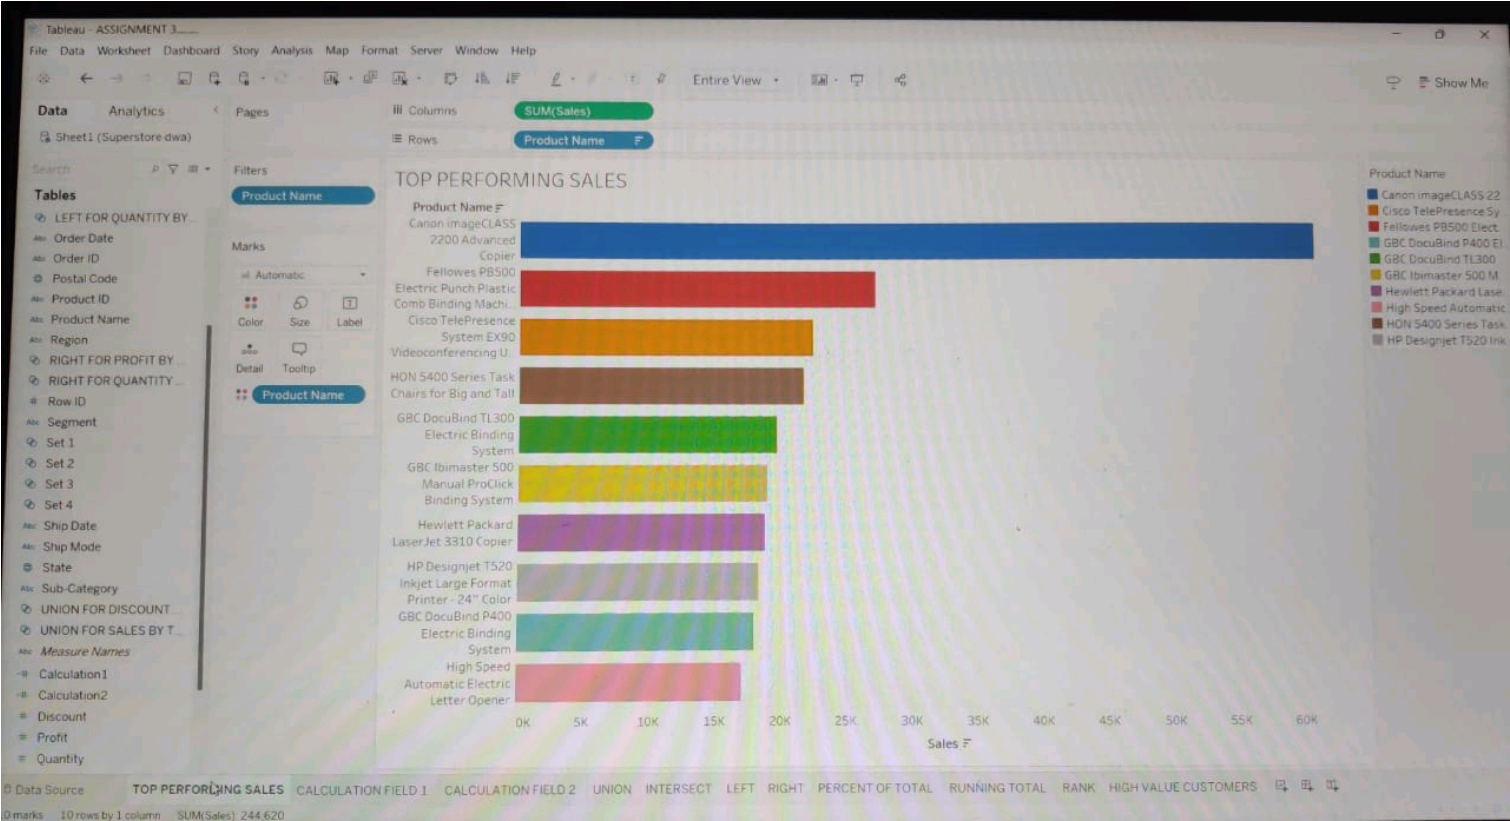 Tableau - ASSIGNMENT 3
File Data Worksheet Dashboard Story Analysis Map Format Server Window Help
Entire View
Show Me
Data Analytics
Sheet1 (Superstore dwa)
Search
Tables
LEFT FOR QUANTITY BY...
Order Date
Order ID
Postal Code
Product ID
Product Name
Region
RIGHT FOR PROFIT BY...
RIGHT FOR QUANTITY...
Row ID
Segment
Set 1
Set 2
Set 3
Set 4
Ship Date
Ship Mode
State
Sub-Category
UNION FOR DISCOUNT...
UNION FOR SALES BY T...
Measure Names
Calculation1
Calculation2
Discount
Profit
Quantity
Pages
Filters
Product Name
Marks
Automatic
Color Size Label
Detail Tooltip
Product Name
Columns SUM(Sales)
Rows Product Name
TOP PERFORMING SALES
Product Name
Canon imageCLASS
2200 Advanced
Copier
Fellowes PB500
Electric Punch Plastic
Comb Binding Machi...
Cisco TelePresence
System EX90
Videoconferencing U...
HON 5400 Series Task
Chairs for Big and Tall
GBC DocuBind TL300
Electric Binding
System
GBC Ibimaster 500
Manual ProClick
Binding System
Hewlett Packard
LaserJet 3310 Copier
HP Designjet T520
Inkjet Large Format
Printer - 24" Color
GBC DocuBind P400
Electric Binding
System
High Speed
Automatic Electric
Letter Opener
0K 5K 10K 15K 20K 25K 30K 35K 40K 45K 50K 55K 60K
Sales
Product Name
Canon imageCLASS 22
Cisco TelePresence Sy
Fellowes PB500 Elect
GBC DocuBind P400 El
GBC DocuBind TL300
GBC Ibimaster 500 M
Hewlett Packard Lase
High Speed Automatic
HON 5400 Series Task
HP Designjet T520 Ink
Data Source TOP PERFORMING SALES CALCULATION FIELD 1 CALCULATION FIELD 2 UNION INTERSECT LEFT RIGHT PERCENT OF TOTAL RUNNING TOTAL RANK HIGH VALUE CUSTOMERS
0 marks 10 rows by 1 column SUM(Sales): 244,620